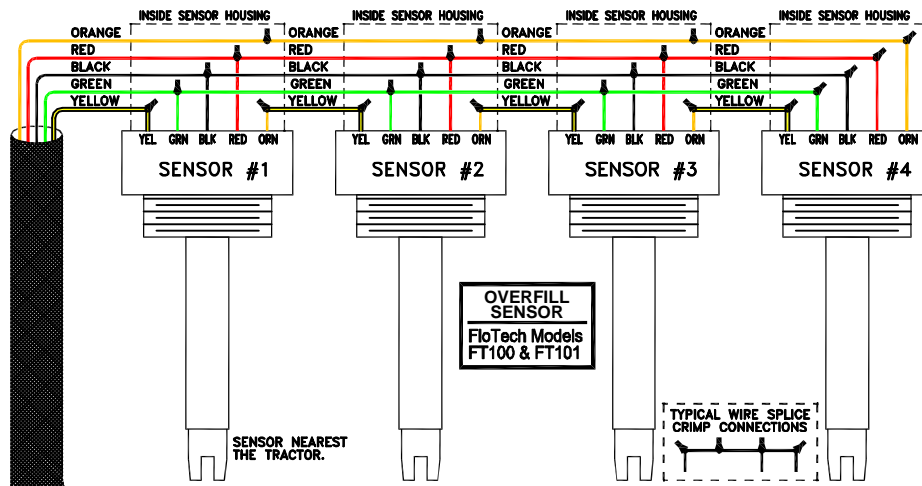 INSIDE SENSOR HOUSING INSIDE SENSOR HOUSING INSIDE SENSOR HOUSING INSIDE SENSOR HOUSING
ORANGE ORANGE ORANGE ORANGE
RED RED RED RED
BLACK BLACK BLACK BLACK
GREEN GREEN GREEN GREEN
YELLOW YELLOW YELLOW YELLOW
YEL GRN BLK RED ORN YEL GRN BLK RED ORN YEL GRN BLK RED ORN YEL GRN BLK RED ORN
SENSOR #1 SENSOR #2 SENSOR #3 SENSOR #4
OVERFILL
SENSOR
FloTech Models
FT100 & FT101
SENSOR NEAREST
THE TRACTOR.
TYPICAL WIRE SPLICE
CRIMP CONNECTIONS